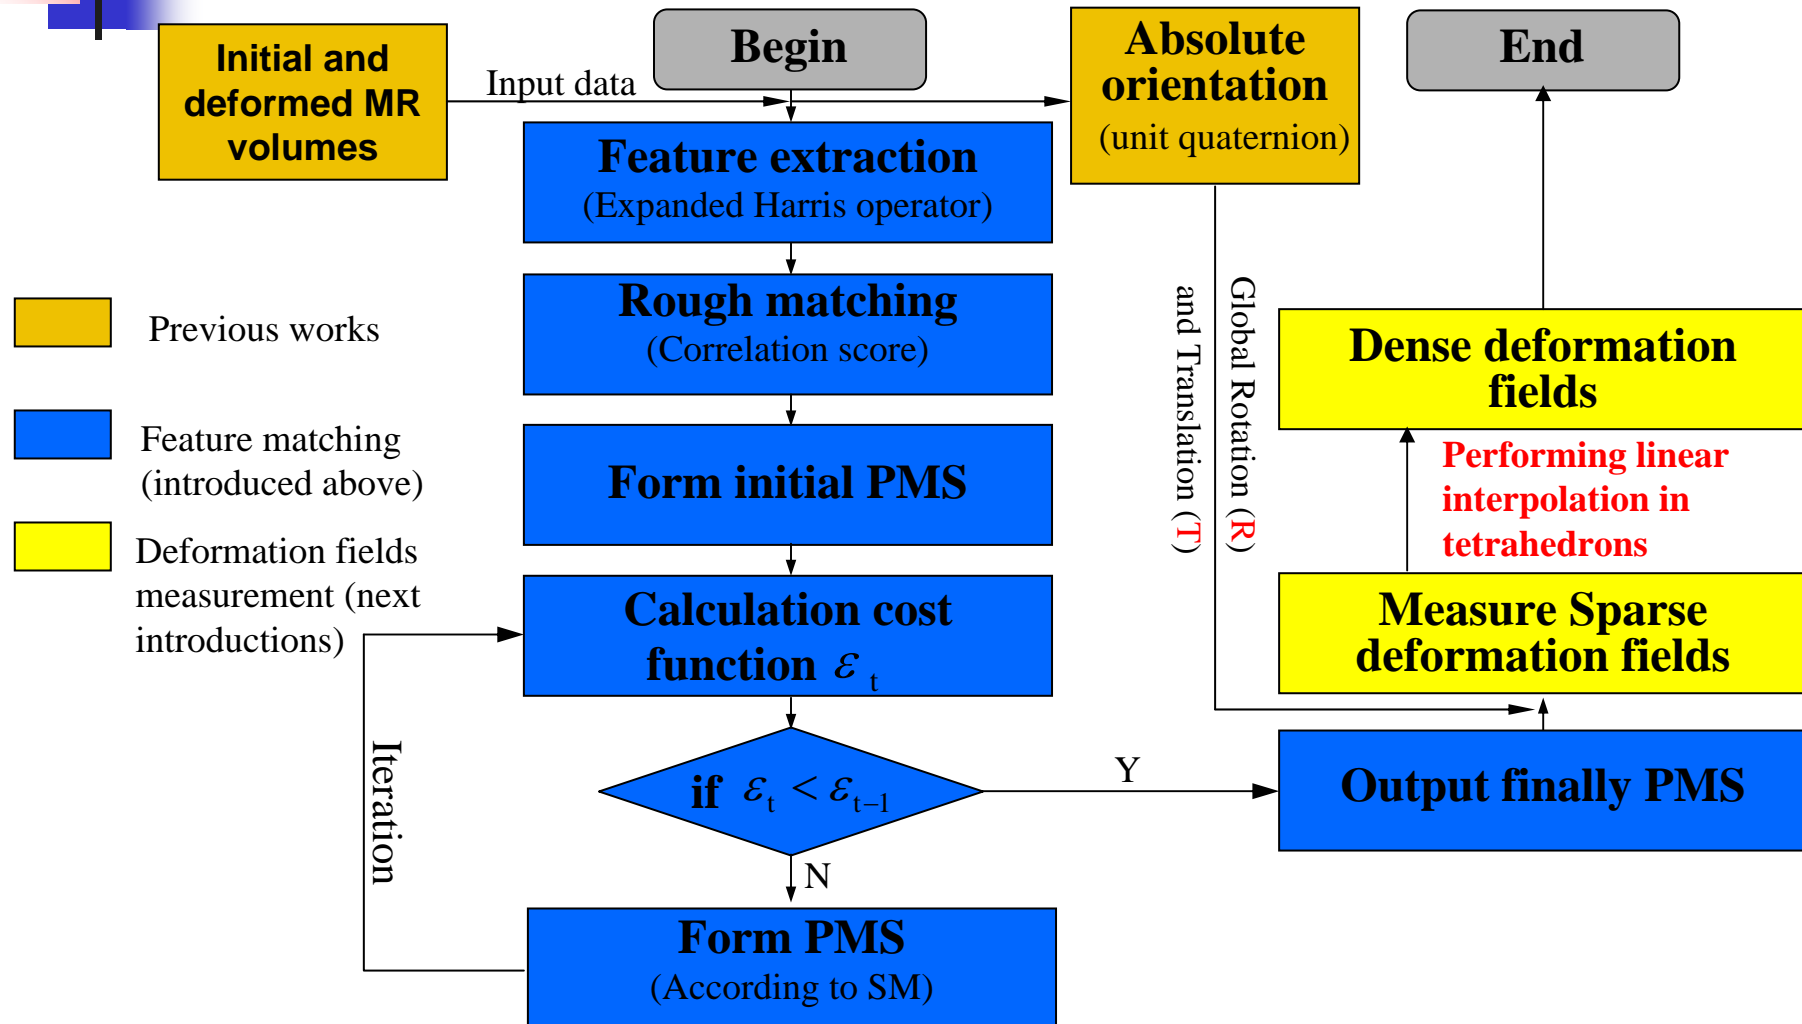 Initial and
deformed MR
volumes
Input data
Begin
Absolute
orientation
(unit quaternion)
End
Feature extraction
(Expanded Harris operator)
Rough matching
(Correlation score)
Form initial PMS
Calculation cost
function ε t
if ε t < ε t−1
Y
N
Iteration
Form PMS
(According to SM)
Global Rotation (R)
and Translation (T)
Dense deformation
fields
Performing linear
interpolation in
tetrahedrons
Measure Sparse
deformation fields
Output finally PMS
Previous works
Feature matching
(introduced above)
Deformation fields
measurement (next
introductions)